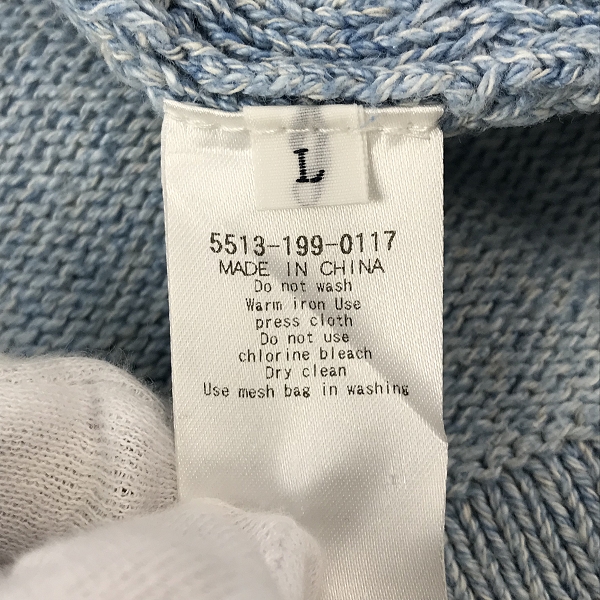 L
5513-199-0117
MADE IN CHINA
Do not wash
Warm iron Use
press cloth
Do not use
chlorine bleach
Dry clean
Use mesh bag in washing